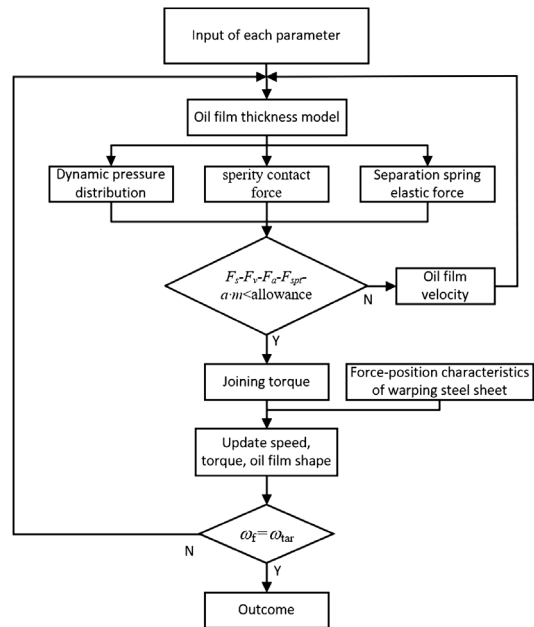 Input of each parameter
Oil film thickness model
Dynamic pressure
distribution
sperity contact
force
Separation spring
elastic force
Fs-Fv-Fa-Fspr-
a·m<allowance
N
Oil film
velocity
Y
Joining torque
Force-position characteristics
of warping steel sheet
Update speed,
torque, oil film shape
ωf=ωtar
N
Y
Outcome